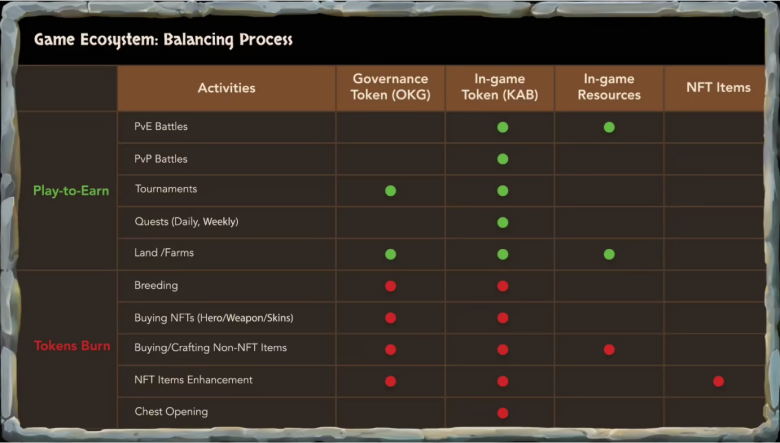 Game Ecosystem: Balancing Process
Activities
Governance
Token (OKG)
In-game
Token (KAB)
In-game
Resources
NFT Items
Play-to-Earn
PvE Battles
PvP Battles
Tournaments
Quests (Daily, Weekly)
Land /Farms
Tokens Burn
Breeding
Buying NFTs (Hero/Weapon/Skins)
Buying/Crafting Non-NFT Items
NFT Items Enhancement
Chest Opening